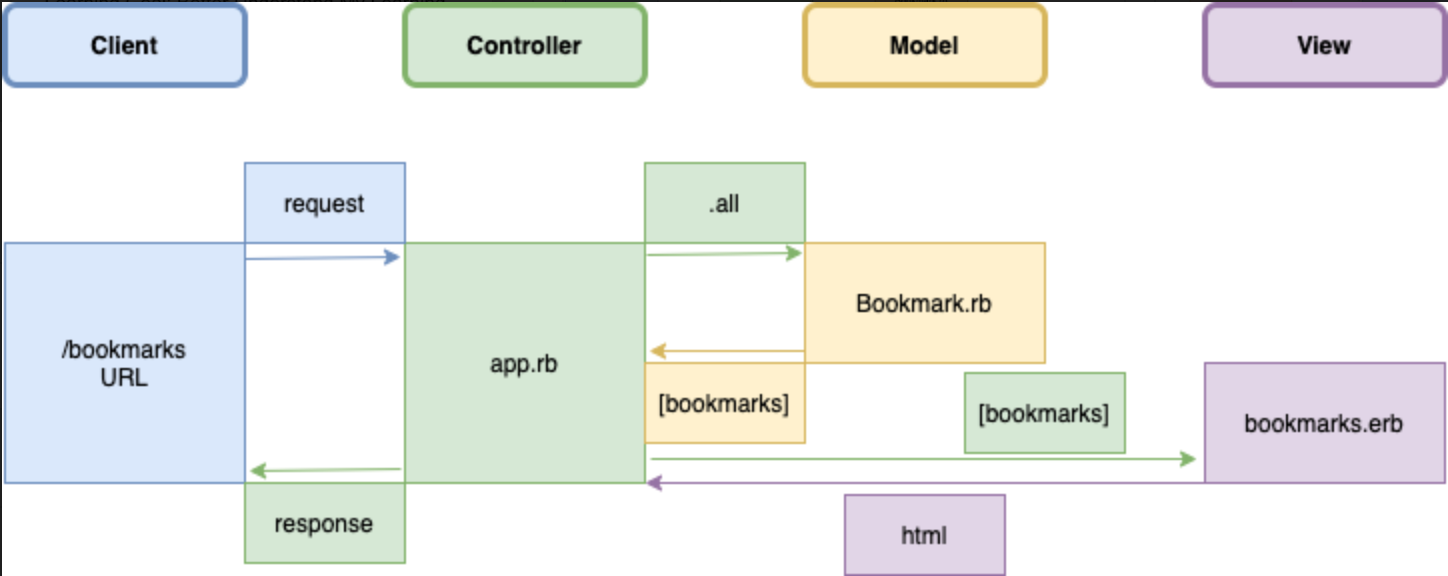 Client
Controller
Model
View
request
.all
/bookmarks
URL
app.rb
Bookmark.rb
[bookmarks]
[bookmarks]
bookmarks.erb
response
html